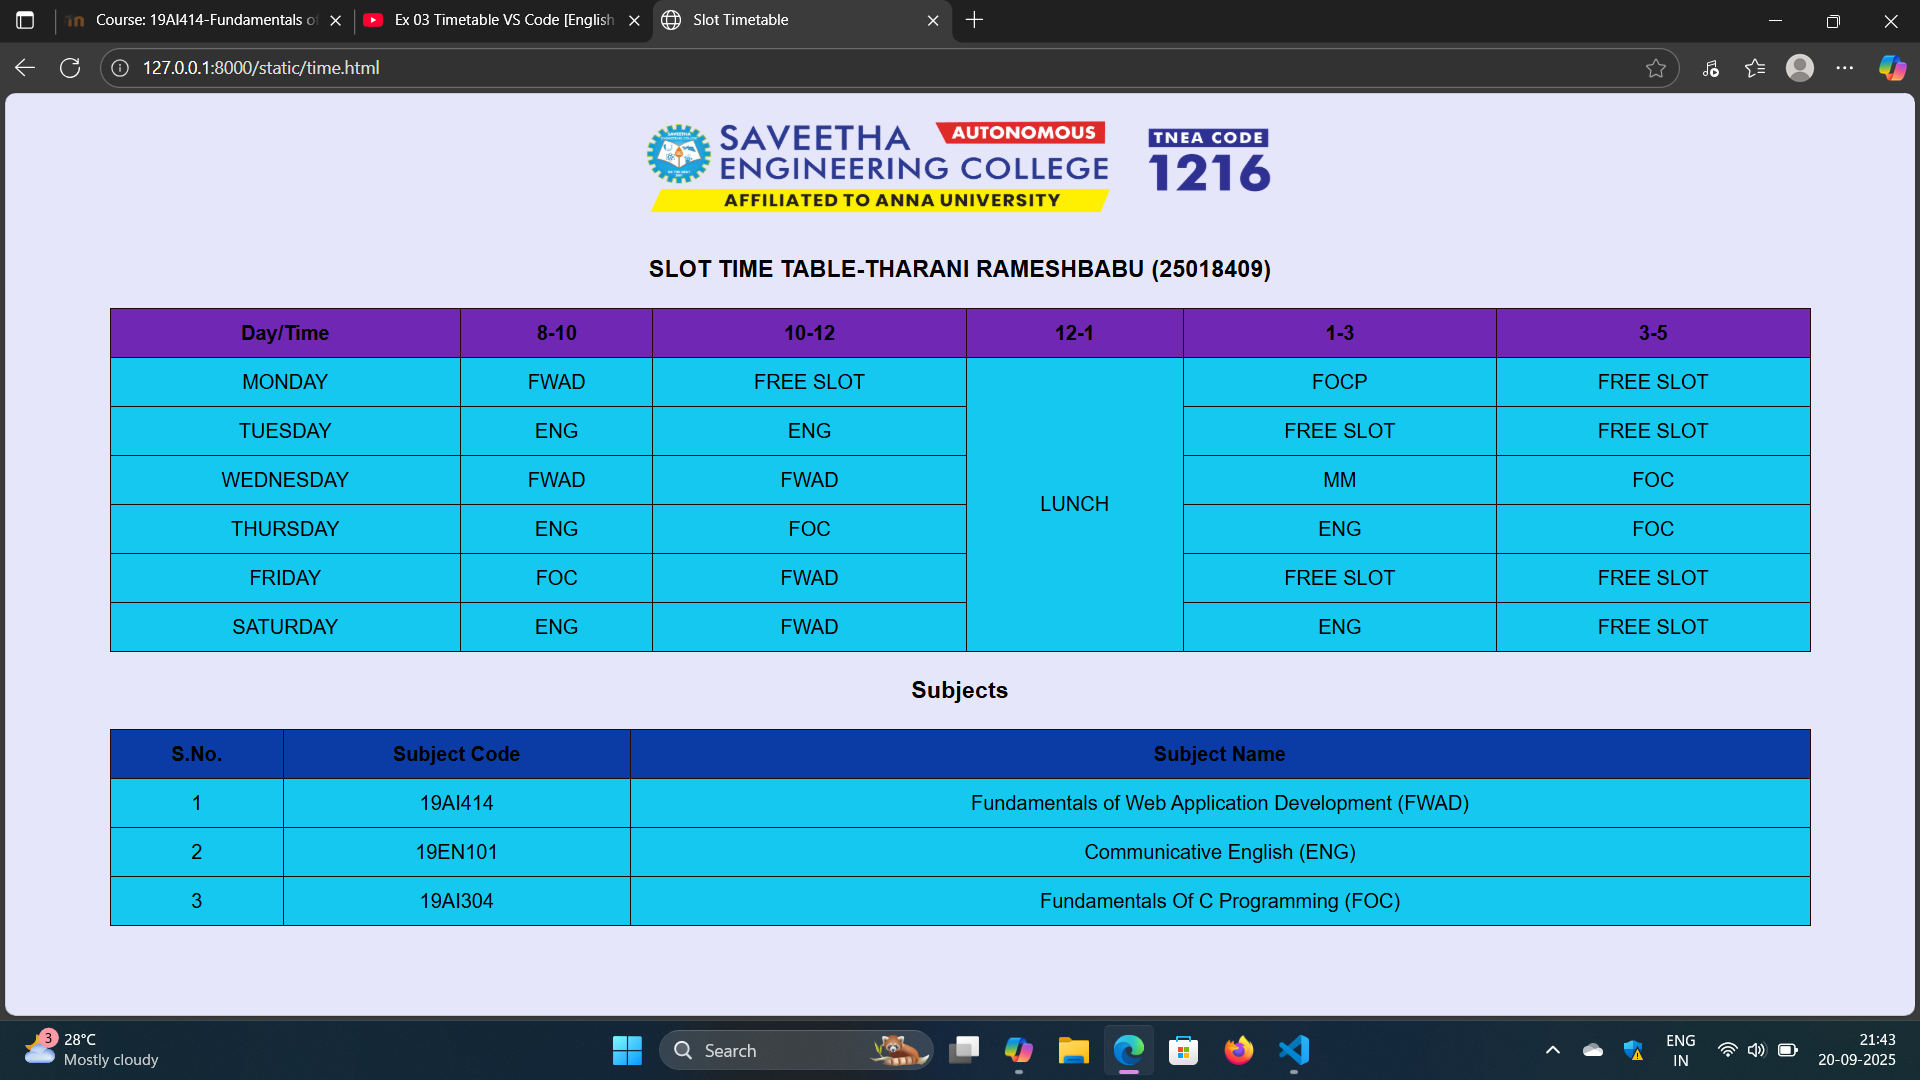 Course: 19AI414-Fundamentals of
Ex 03 Timetable VS Code [English
Slot Timetable
127.0.0.1:8000/static/time.html
SAVEETHA AUTONOMOUS
ENGINEERING COLLEGE
AFFILIATED TO ANNA UNIVERSITY
TNEA CODE
1216
SLOT TIME TABLE-THARANI RAMESHBABU (25018409)
Day/Time 8-10 10-12 12-1 1-3 3-5
MONDAY FWAD FREE SLOT FOCP FREE SLOT
TUESDAY ENG ENG FREE SLOT FREE SLOT
WEDNESDAY FWAD FWAD MM FOC
LUNCH
THURSDAY ENG FOC ENG FOC
FRIDAY FOC FWAD FREE SLOT FREE SLOT
SATURDAY ENG FWAD ENG FREE SLOT
Subjects
S.No. Subject Code Subject Name
1 19AI414 Fundamentals of Web Application Development (FWAD)
2 19EN101 Communicative English (ENG)
3 19AI304 Fundamentals Of C Programming (FOC)
3
28°C
Mostly cloudy
Search
ENG
IN
21:43
20-09-2025